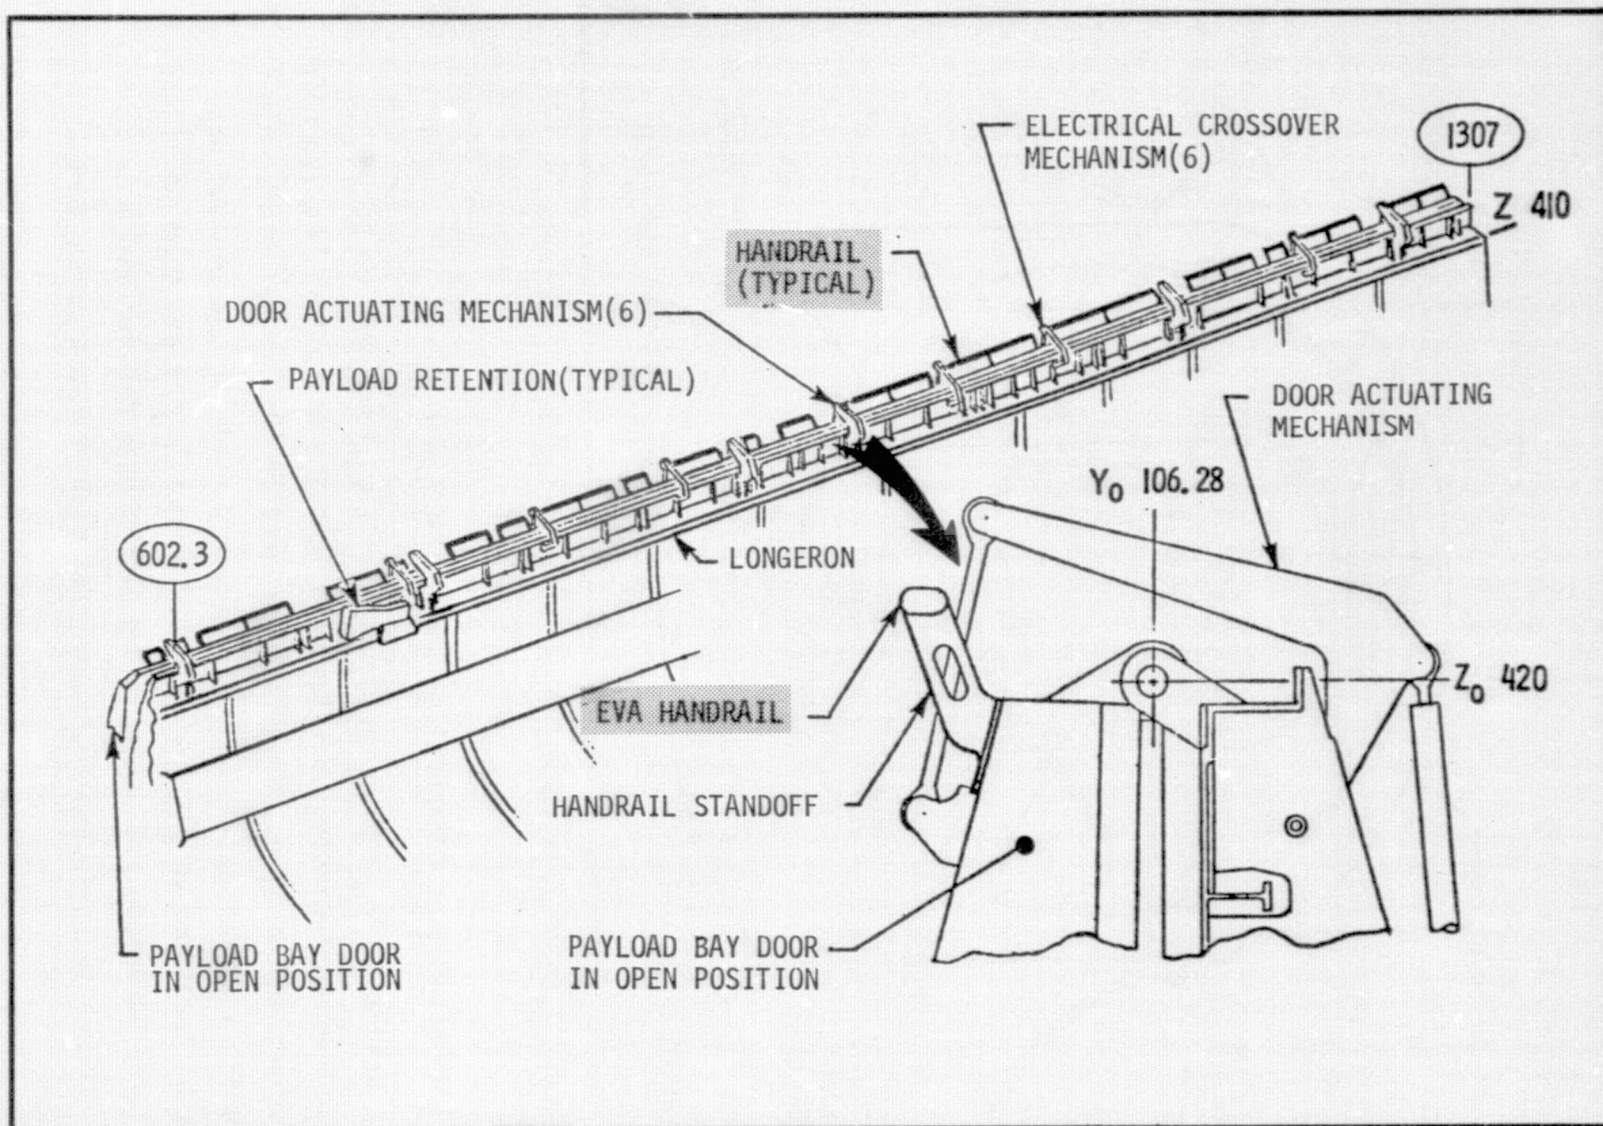 ELECTRICAL CROSSOVER
MECHANISM(6)
1307
Z 410
HANDRAIL
(TYPICAL)
DOOR ACTUATING MECHANISM(6)
PAYLOAD RETENTION(TYPICAL)
DOOR ACTUATING
MECHANISM
Y₀ 106.28
602.3
LONGERON
Z₀ 420
EVA HANDRAIL
HANDRAIL STANDOFF
PAYLOAD BAY DOOR
IN OPEN POSITION
PAYLOAD BAY DOOR
IN OPEN POSITION